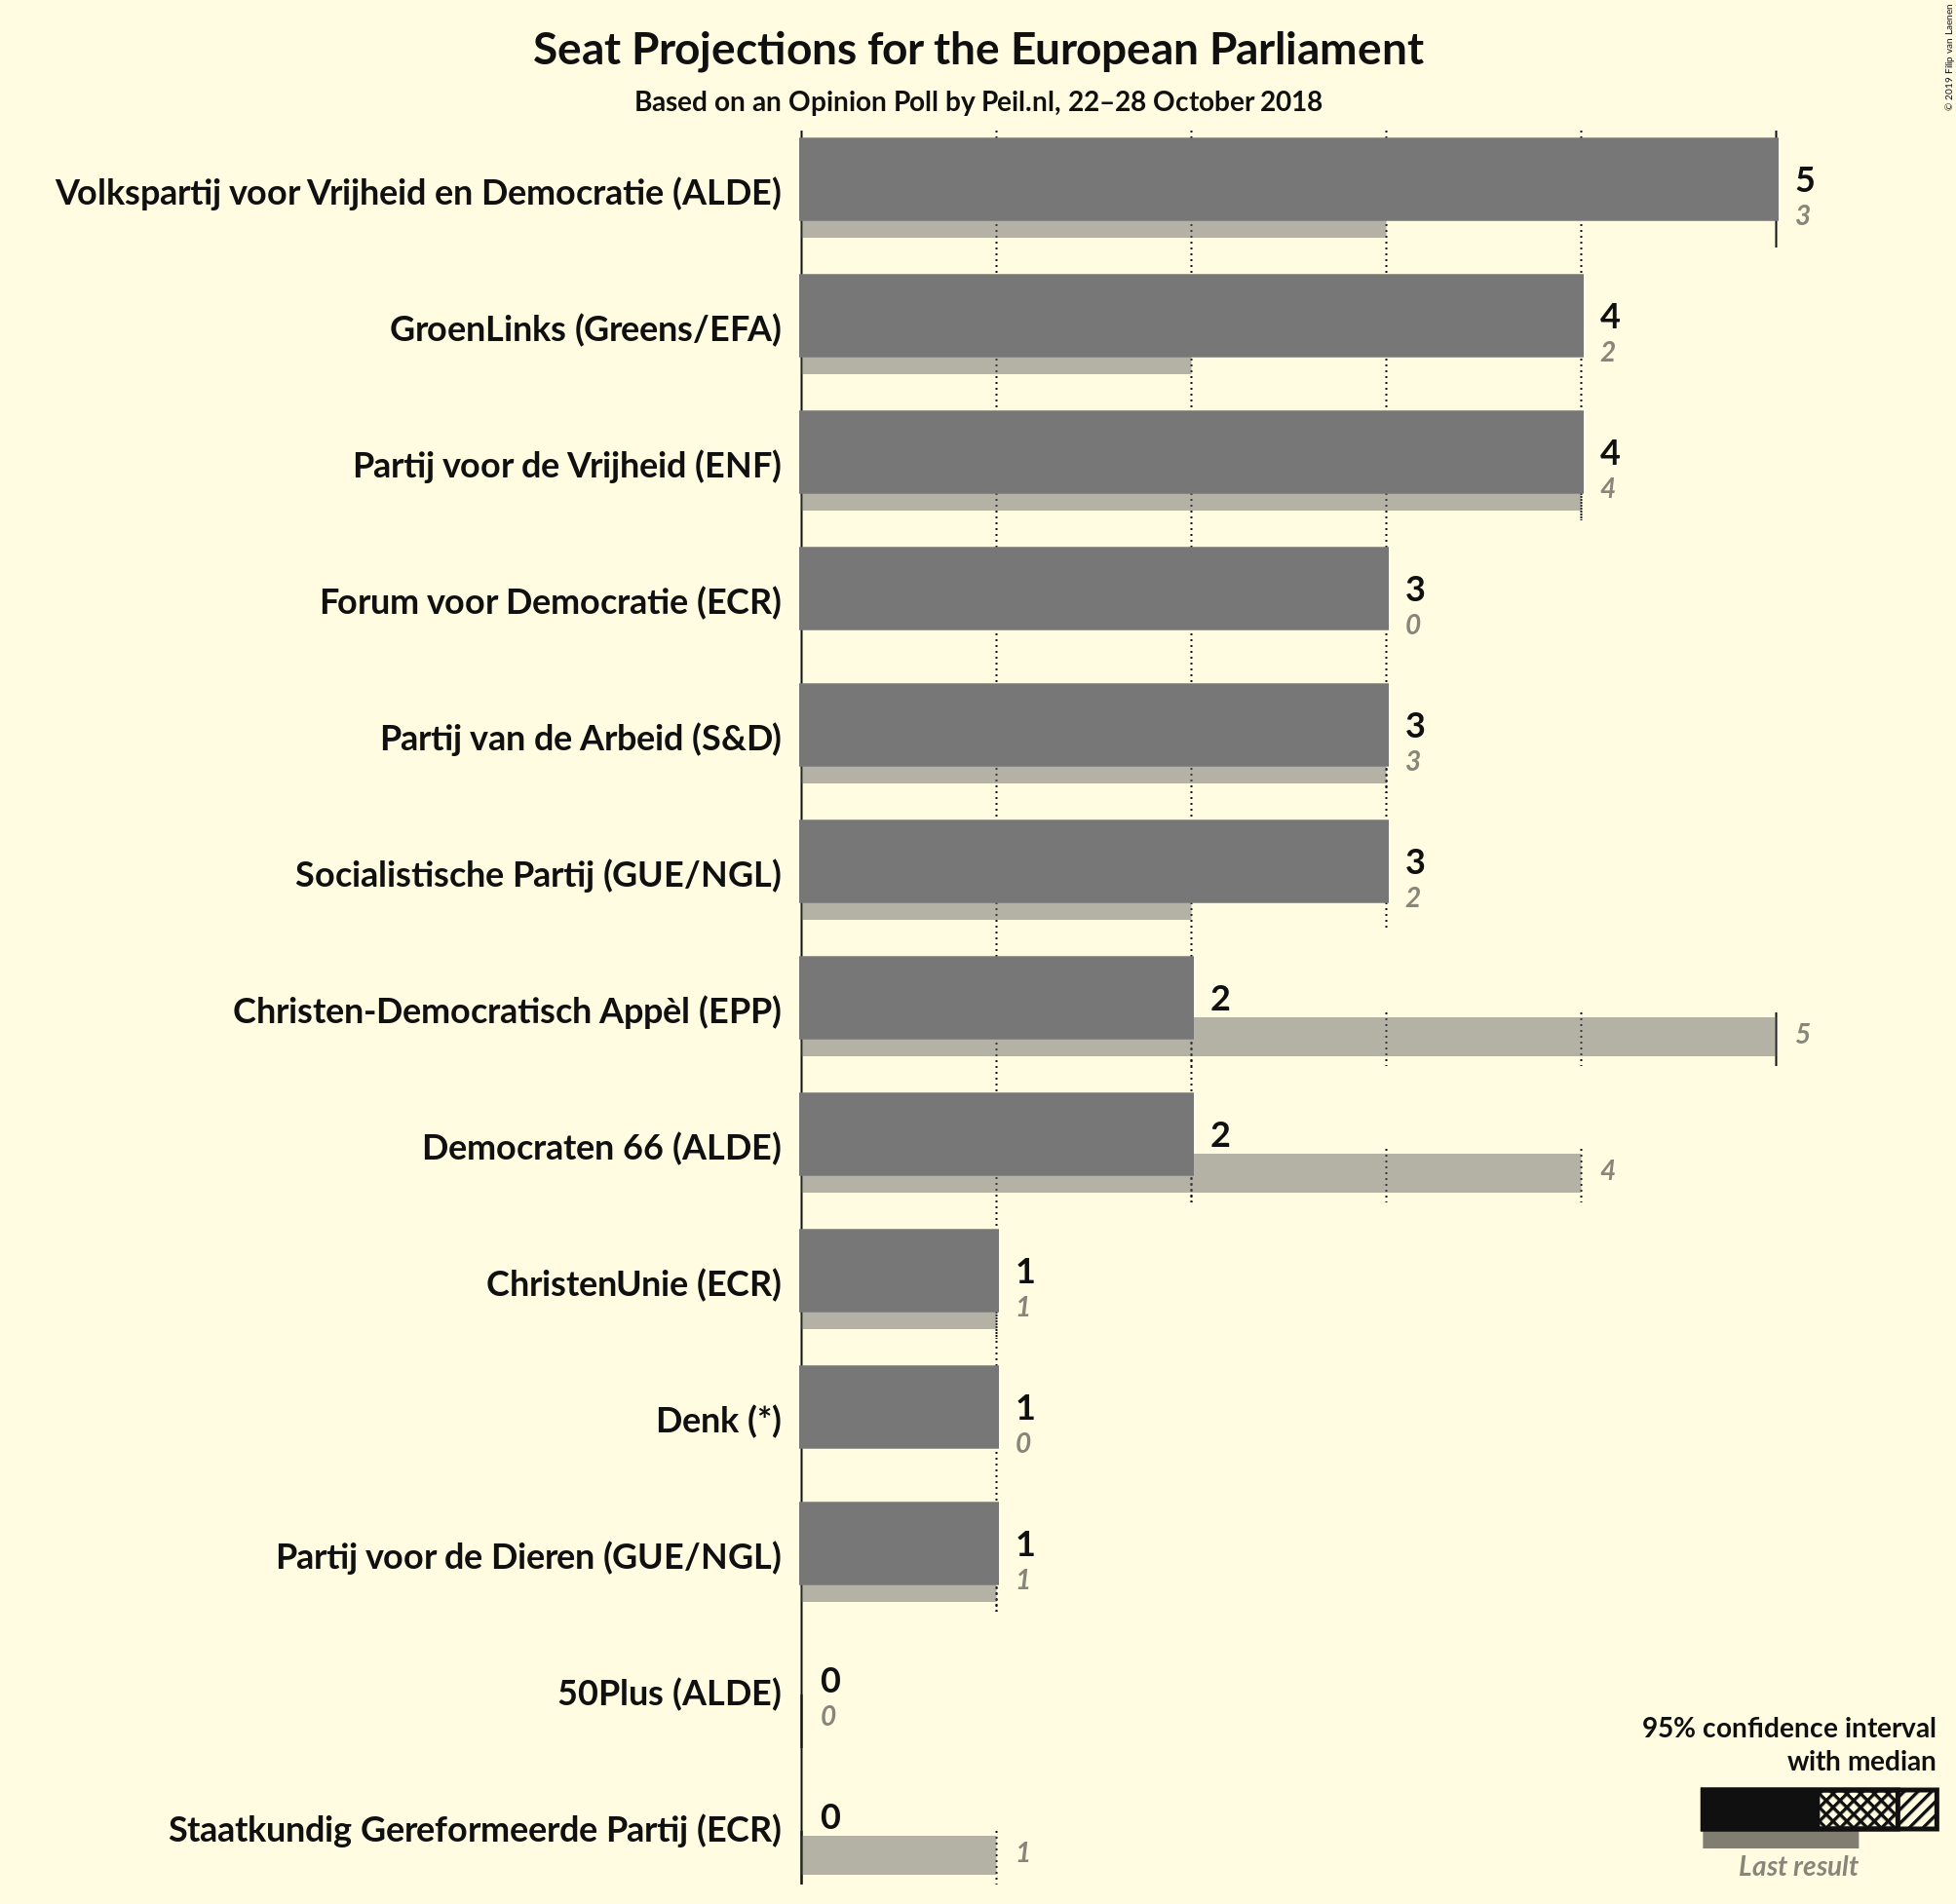 Seat Projections for the European Parliament
Based on an Opinion Poll by Peil.nl, 22–28 October 2018
© 2019 Filip van Laenen
Volkspartij voor Vrijheid en Democratie (ALDE)
5
3
GroenLinks (Greens/EFA)
4
2
Partij voor de Vrijheid (ENF)
4
4
Forum voor Democratie (ECR)
3
0
Partij van de Arbeid (S&D)
3
3
Socialistische Partij (GUE/NGL)
3
2
Christen-Democratisch Appèl (EPP)
2
5
Democraten 66 (ALDE)
2
4
ChristenUnie (ECR)
1
1
Denk (*)
1
0
Partij voor de Dieren (GUE/NGL)
1
1
50Plus (ALDE)
0
0
Staatkundig Gereformeerde Partij (ECR)
0
1
95% confidence interval
with median
Last result